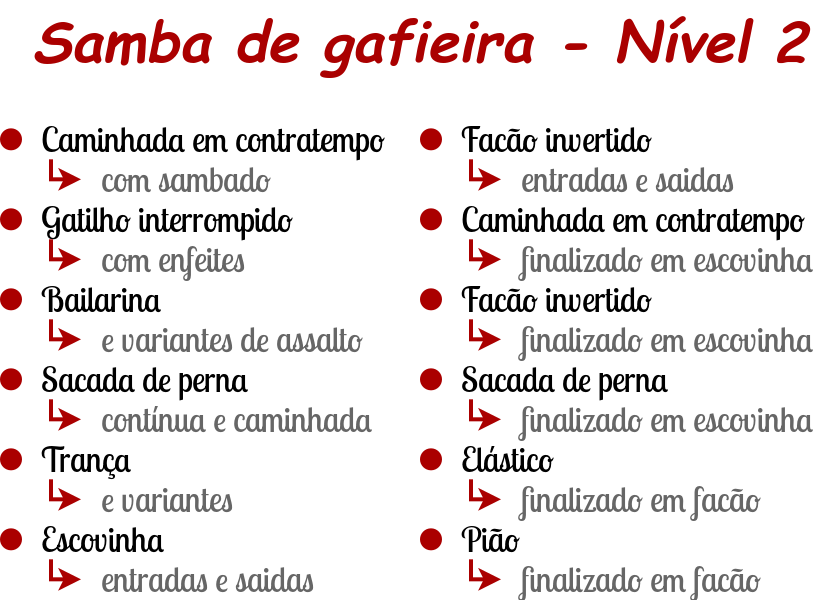 Samba de gafieira - Nível 2
Caminhada em contratempo
com sambado
Gatilho interrompido
com enfeites
Bailarina
e variantes de assalto
Sacada de perna
contínua e caminhada
Trança
e variantes
Escovinha
entradas e saidas
Facão invertido
entradas e saidas
Caminhada em contratempo
finalizado em escovinha
Facão invertido
finalizado em escovinha
Sacada de perna
finalizado em escovinha
Elástico
finalizado em facão
Pião
finalizado em facão